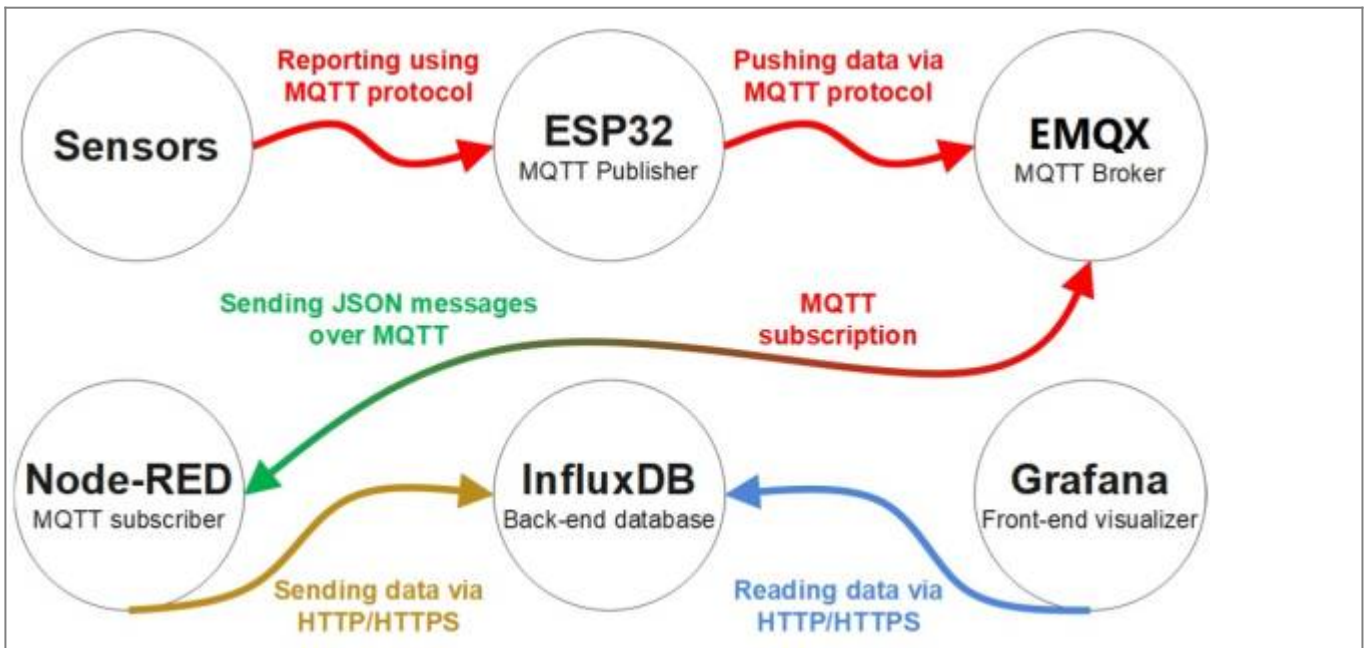 Reporting using
MQTT protocol
Pushing data via
MQTT protocol
Sensors
ESP32
MQTT Publisher
EMQX
MQTT Broker
Sending JSON messages
over MQTT
MQTT
subscription
Node-RED
MQTT subscriber
InfluxDB
Back-end database
Grafana
Front-end visualizer
Sending data via
HTTP/HTTPS
Reading data via
HTTP/HTTPS